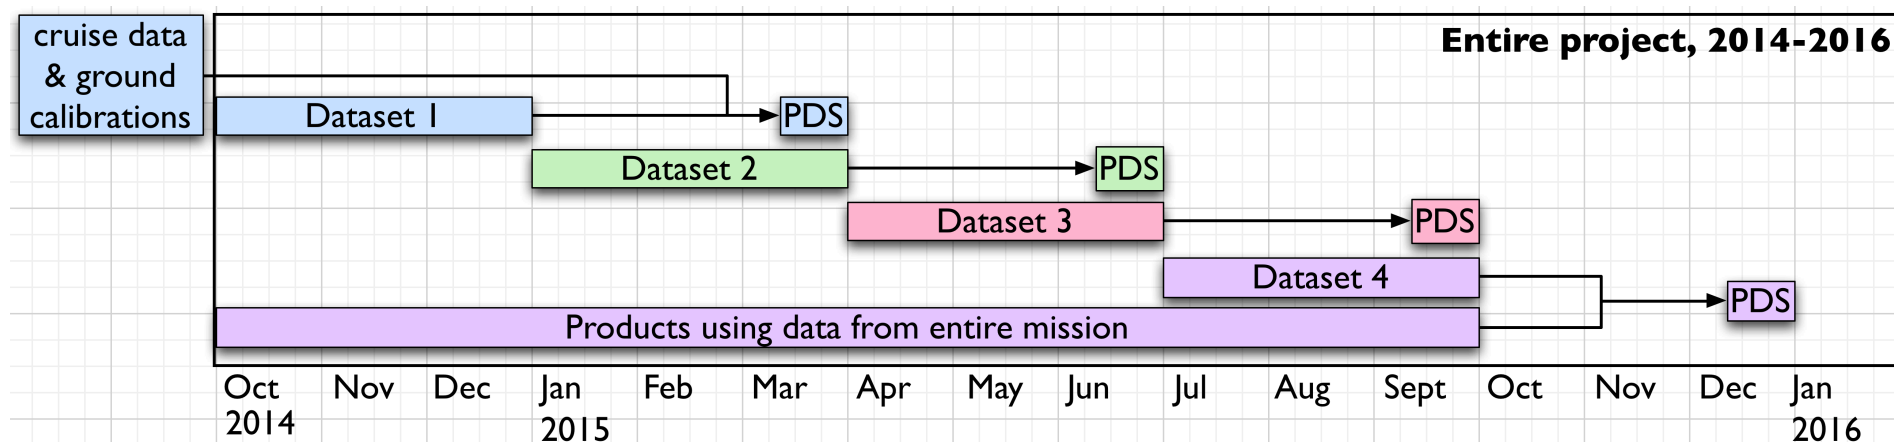 cruise data
& ground
calibrations
Entire project, 2014-2016
Dataset 1
PDS
Dataset 2
PDS
Dataset 3
PDS
Dataset 4
PDS
Products using data from entire mission
Oct Nov Dec Jan Feb Mar Apr May Jun Jul Aug Sept Oct Nov Dec Jan
2014 2015 2016